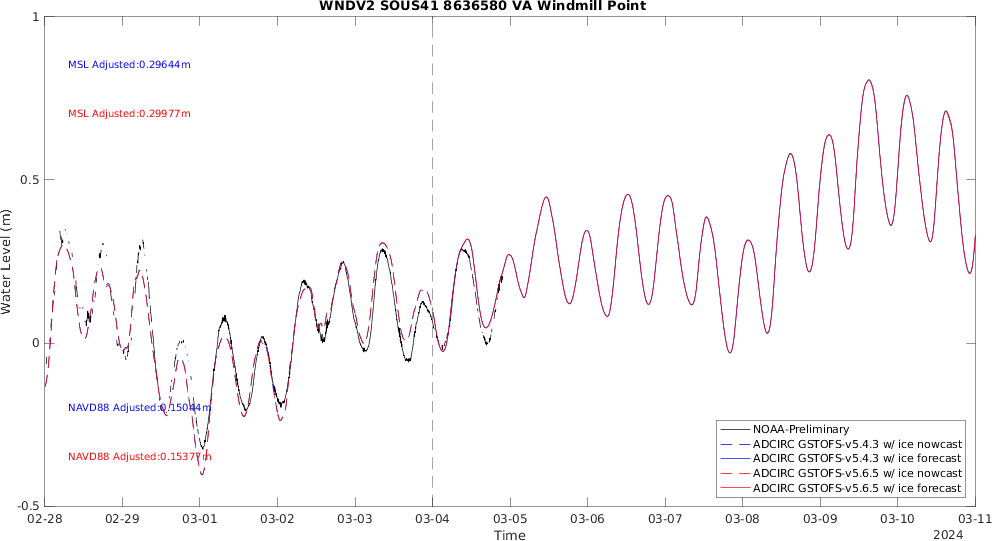 WNDV2 SOUS41 8636580 VA Windmill Point
1
0.5
0
-0.5
Water Level (m)
MSL Adjusted:0.29644m
MSL Adjusted:0.29977m
NAVD88 Adjusted:0.15044m
NAVD88 Adjusted:0.15377m
NOAA-Preliminary
ADCIRC GSTOFS-v5.4.3 w/ ice nowcast
ADCIRC GSTOFS-v5.4.3 w/ ice forecast
ADCIRC GSTOFS-v5.6.5 w/ ice nowcast
ADCIRC GSTOFS-v5.6.5 w/ ice forecast
02-28 02-29 03-01 03-02 03-03 03-04 03-05 03-06 03-07 03-08 03-09 03-10 03-11
Time
2024